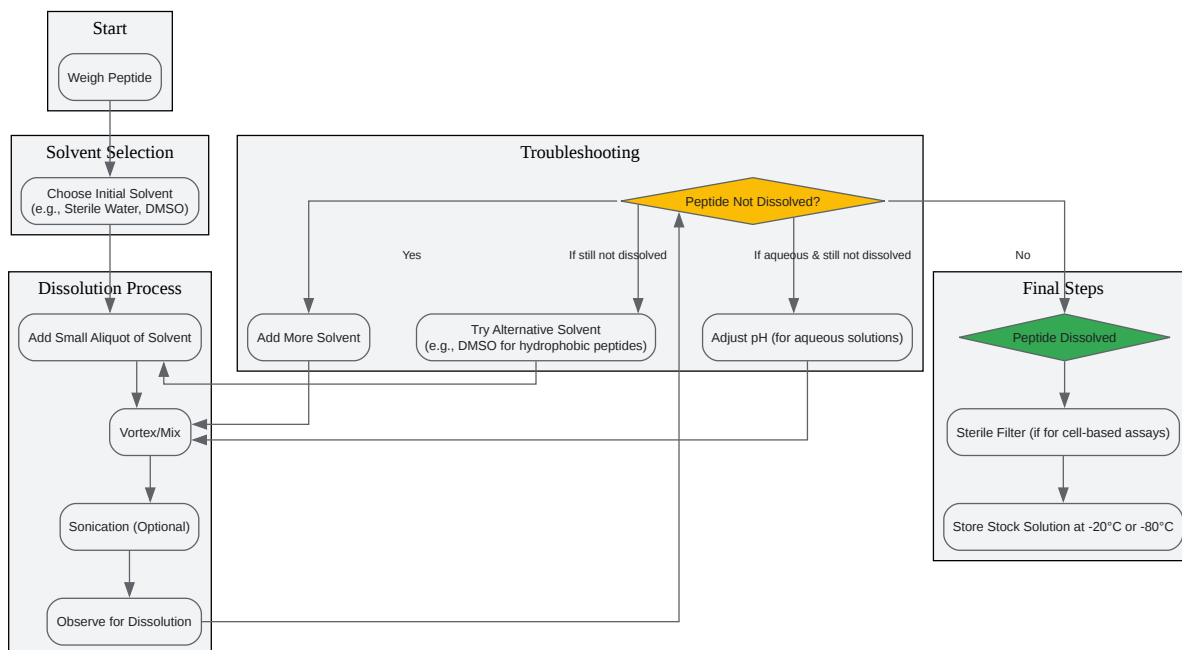 Start
Weigh Peptide
Solvent Selection
Choose Initial Solvent
(e.g., Sterile Water, DMSO)
Dissolution Process
Add Small Aliquot of Solvent
Vortex/Mix
Sonication (Optional)
Observe for Dissolution
Troubleshooting
Peptide Not Dissolved?
Yes
If still not dissolved
If aqueous & still not dissolved
No
Add More Solvent
Try Alternative Solvent
(e.g., DMSO for hydrophobic peptides)
Adjust pH (for aqueous solutions)
Final Steps
Peptide Dissolved
Sterile Filter (if for cell-based assays)
Store Stock Solution at -20°C or -80°C